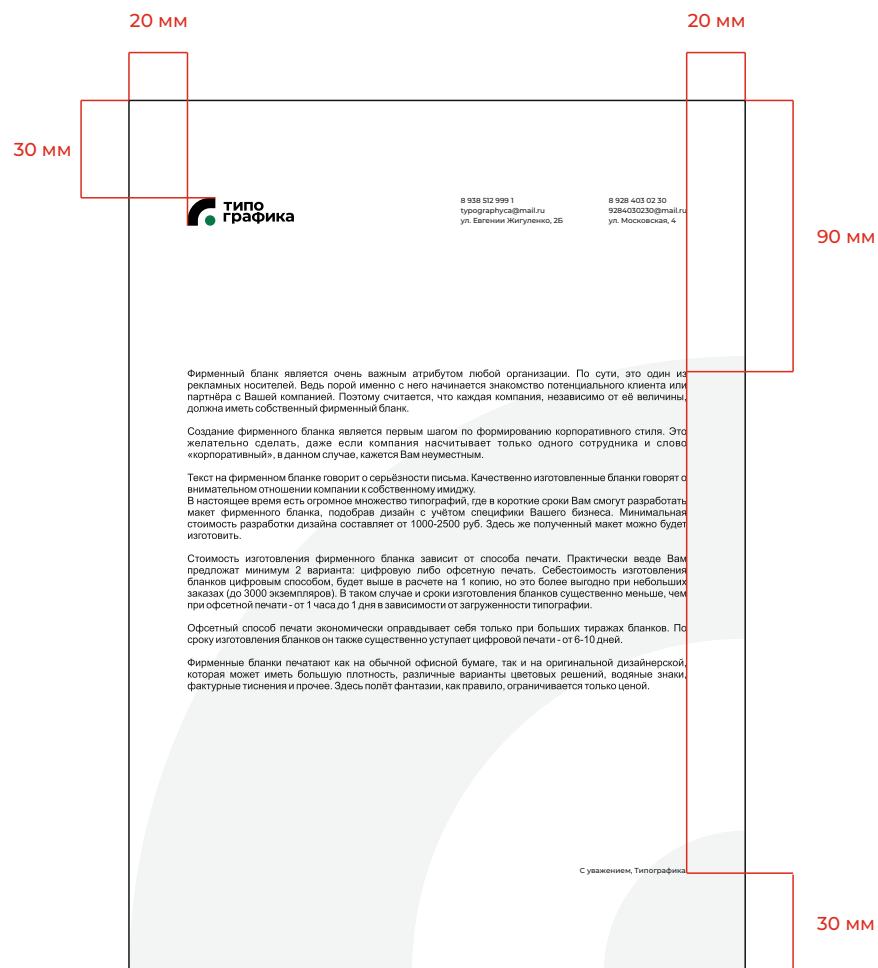 20 мм
20 мм
30 мм
типо
графика
8 938 512 999 1
typographyca@mail.ru
ул. Евгении Жигуленко, 2Б
8 928 403 02 30
9284030230@mail.ru
ул. Московская, 4
90 мм
Фирменный бланк является очень важным атрибутом любой организации. По сути, это один из
рекламных носителей. Ведь порой именно с него начинается знакомство потенциального клиента или
партнёра с Вашей компанией. Поэтому считается, что каждая компания, независимо от её величины,
должна иметь собственный фирменный бланк.
Создание фирменного бланка является первым шагом по формированию корпоративного стиля. Это
желательно сделать, даже если компания насчитывает только одного сотрудника и слово
«корпоративный», в данном случае, кажется Вам неуместным.
Текст на фирменном бланке говорит о серьёзности письма. Качественно изготовленные бланки говорят о
внимательном отношении компании к собственному имиджу.
В настоящее время есть огромное множество типографий, где в короткие сроки Вам смогут разработать
макет фирменного бланка, подобрав дизайн с учётом специфики Вашего бизнеса. Минимальная
стоимость разработки дизайна составляет от 1000-2500 руб. Здесь же полученный макет можно будет
изготовить.
Стоимость изготовления фирменного бланка зависит от способа печати. Практически везде Вам
предложат минимум 2 варианта: цифровую либо офсетную печать. Себестоимость изготовления
бланков цифровым способом, будет выше в расчете на 1 копию, но это более выгодно при небольших
заказах (до 3000 экземпляров). В таком случае и сроки изготовления бланков существенно меньше, чем
при офсетной печати - от 1 часа до 1 дня в зависимости от загруженности типографии.
Офсетный способ печати экономически оправдывает себя только при больших тиражах бланков. По
сроку изготовления бланков он также существенно уступает цифровой печати - от 6-10 дней.
Фирменные бланки печатают как на обычной офисной бумаге, так и на оригинальной дизайнерской,
которая может иметь большую плотность, различные варианты цветовых решений, водяные знаки,
фактурные тиснения и прочее. Здесь полёт фантазии, как правило, ограничивается только ценой.
С уважением, Типографика
30 мм